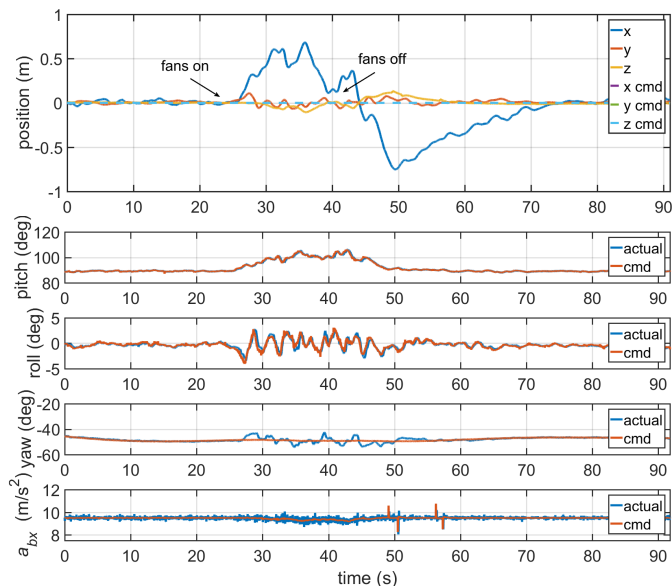 position (m)
1
0.5
0
-0.5
-1
fans on
fans off
x
y
z
x cmd
y cmd
z cmd
0 10 20 30 40 50 60 70 80 90
pitch (deg)
120
100
80
actual
cmd
0 10 20 30 40 50 60 70 80 90
roll (deg)
5
0
-5
actual
cmd
0 10 20 30 40 50 60 70 80 90
yaw (deg)
-20
-40
-60
actual
cmd
0 10 20 30 40 50 60 70 80 90
a_bx (m/s²)
12
10
8
actual
cmd
0 10 20 30 40 50 60 70 80 90
time (s)